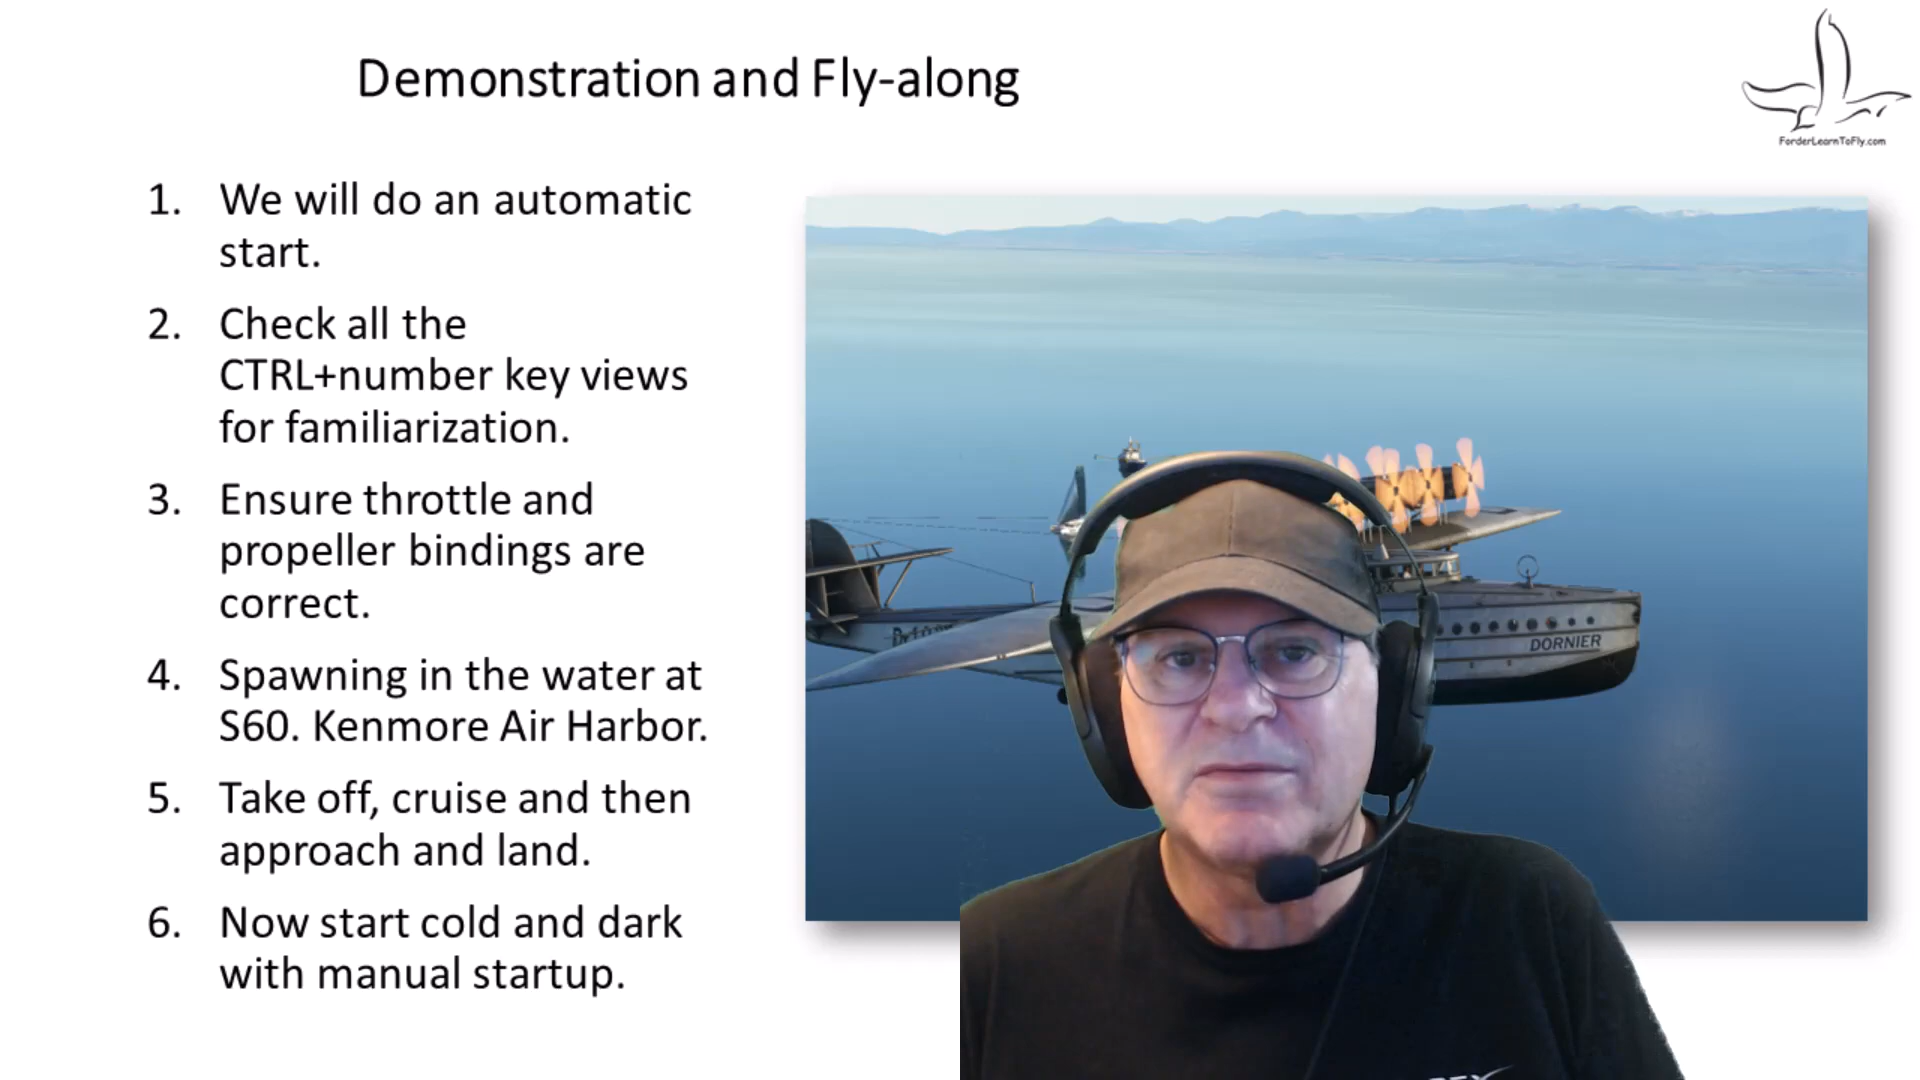 Demonstration and Fly-along
ForderLearnToFly.com
1. We will do an automatic
start.
2. Check all the
CTRL+number key views
for familiarization.
3. Ensure throttle and
propeller bindings are
correct.
4. Spawning in the water at
S60. Kenmore Air Harbor.
5. Take off, cruise and then
approach and land.
6. Now start cold and dark
with manual startup.
DORNIER